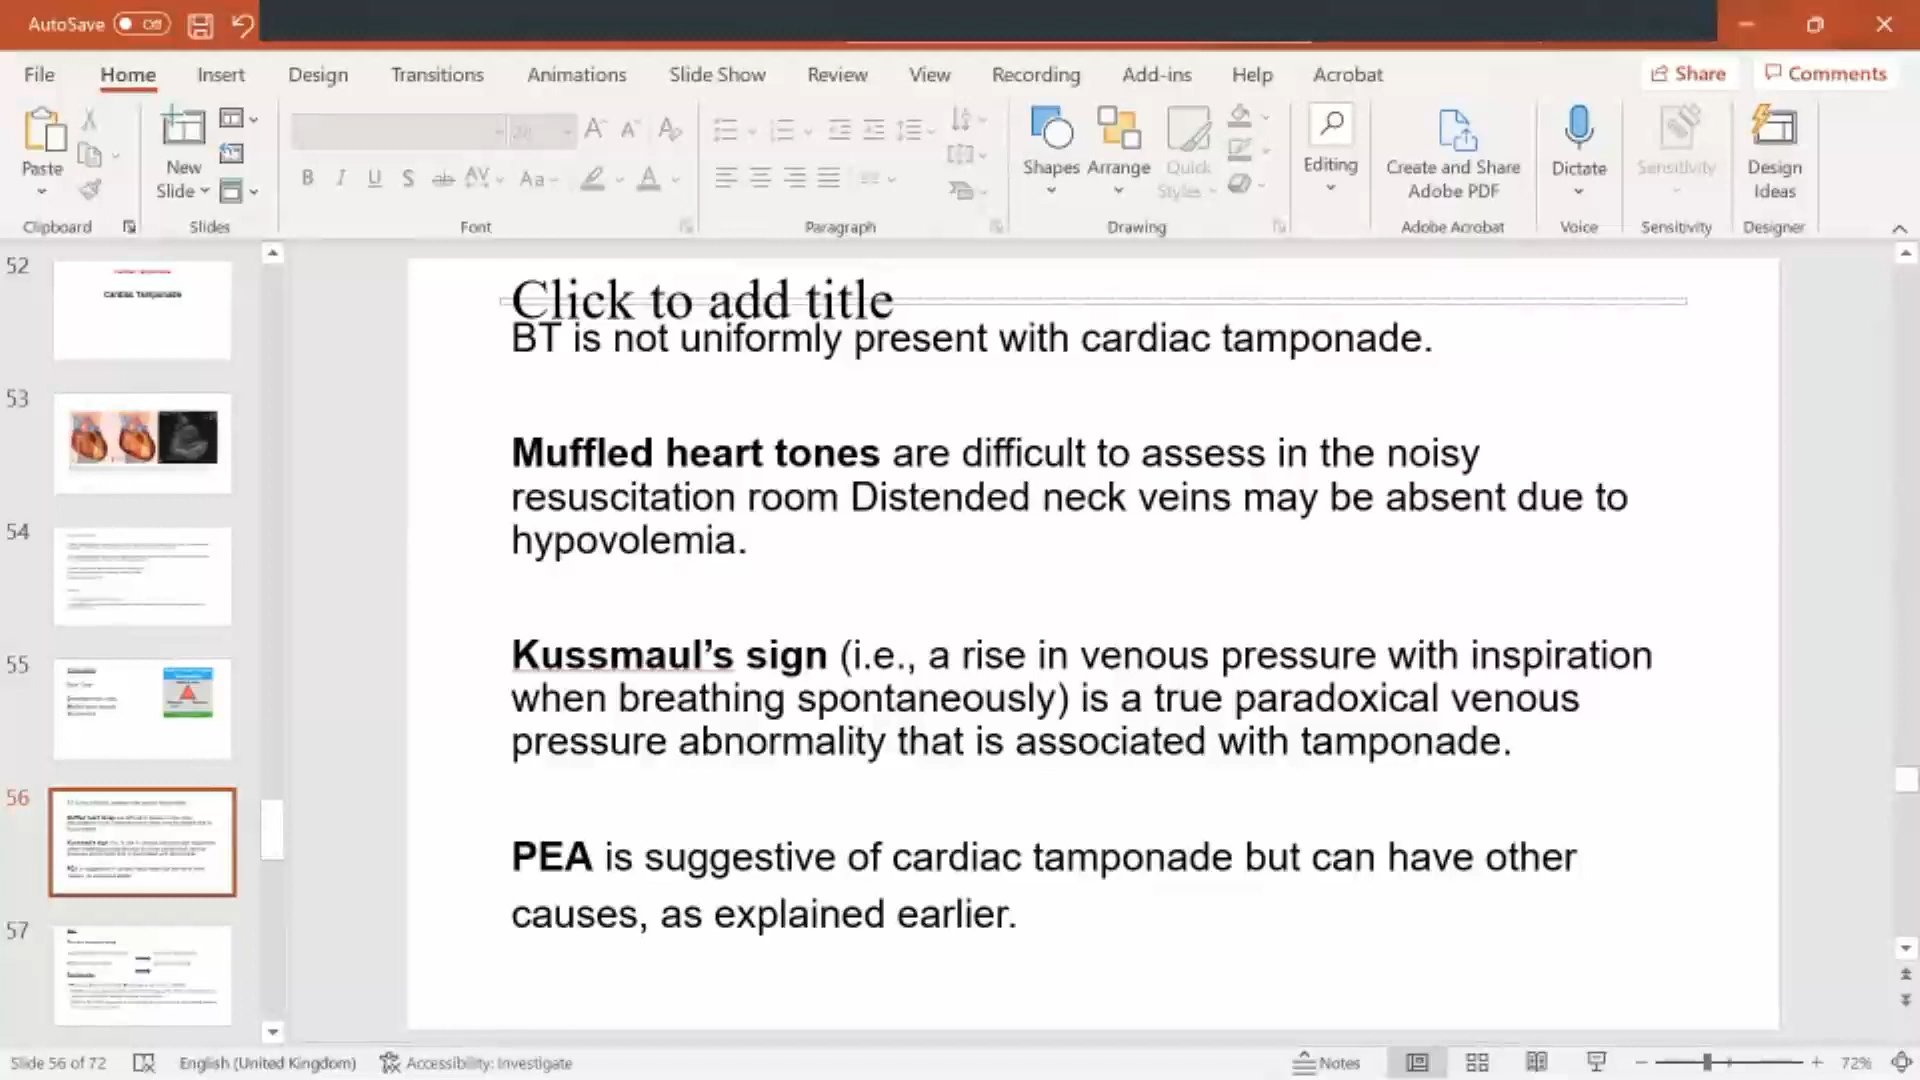 AutoSave Off
File Home Insert Design Transitions Animations Slide Show Review View Recording Add-ins Help Acrobat Share Comments
Paste
New
Slide
Shapes Arrange Quick
Styles
Editing
Create and Share
Adobe PDF
Dictate
Sensitivity
Design
Ideas
Clipboard Slides Font Paragraph Drawing Adobe Acrobat Voice Sensitivity Designer
52
Cardiac Tamponade
53
54
55
56
57
Click to add title
BT is not uniformly present with cardiac tamponade.
Muffled heart tones are difficult to assess in the noisy
resuscitation room Distended neck veins may be absent due to
hypovolemia.
Kussmaul’s sign (i.e., a rise in venous pressure with inspiration
when breathing spontaneously) is a true paradoxical venous
pressure abnormality that is associated with tamponade.
PEA is suggestive of cardiac tamponade but can have other
causes, as explained earlier.
Slide 56 of 72 English (United Kingdom) Accessibility: Investigate Notes 72%